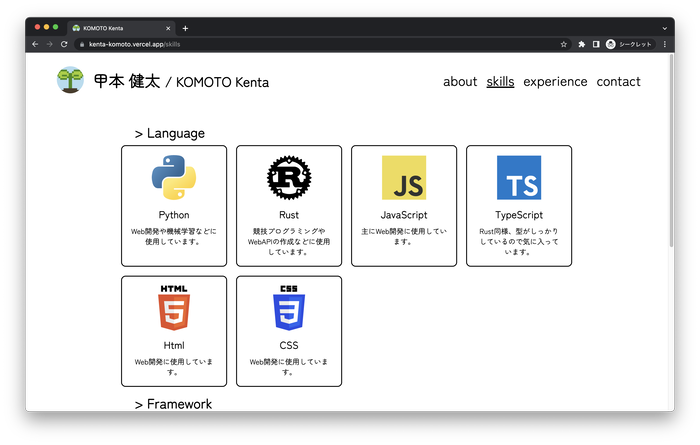 KOMOTO Kenta
kenta-komoto.vercel.app/skills
シークレット
甲本 健太 / KOMOTO Kenta
about skills experience contact
> Language
Python
Web開発や機械学習などに
使用しています。
Rust
競技プログラミングや
WebAPIの作成などに使用
しています。
JS
JavaScript
主にWeb開発に使用してい
ます。
TS
TypeScript
Rust同様、型がしっかり
しているので気に入って
います。
HTML
5
Html
Web開発に使用していま
す。
CSS
3
CSS
Web開発に使用していま
す。
> Framework